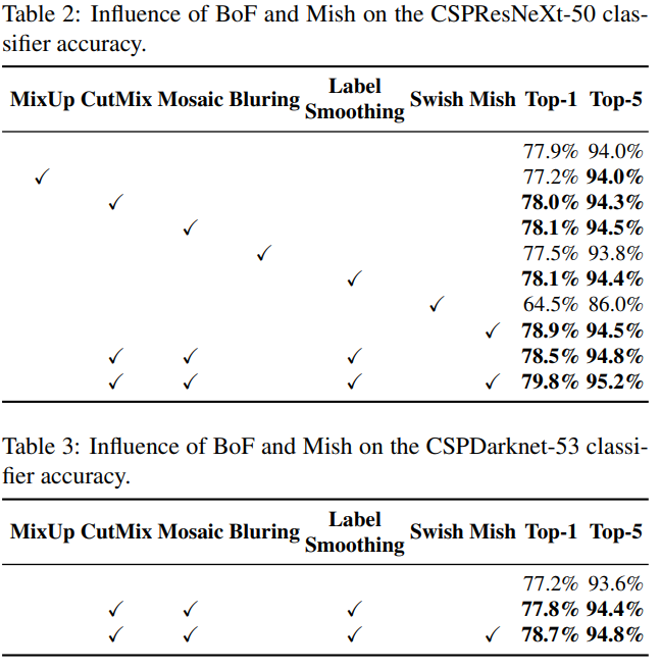 Table 2: Influence of BoF and Mish on the CSPResNeXt-50 clas-
sifier accuracy.
MixUp CutMix Mosaic Bluring Label Smoothing Swish Mish Top-1 Top-5
77.9% 94.0%
✓ 77.2% 94.0%
✓ 78.0% 94.3%
✓ 78.1% 94.5%
✓ 77.5% 93.8%
✓ 78.1% 94.4%
✓ 64.5% 86.0%
✓ 78.9% 94.5%
✓ ✓ ✓ 78.5% 94.8%
✓ ✓ ✓ ✓ 79.8% 95.2%
Table 3: Influence of BoF and Mish on the CSPDarknet-53 classi-
fier accuracy.
MixUp CutMix Mosaic Bluring Label Smoothing Swish Mish Top-1 Top-5
77.2% 93.6%
✓ ✓ ✓ 77.8% 94.4%
✓ ✓ ✓ ✓ 78.7% 94.8%